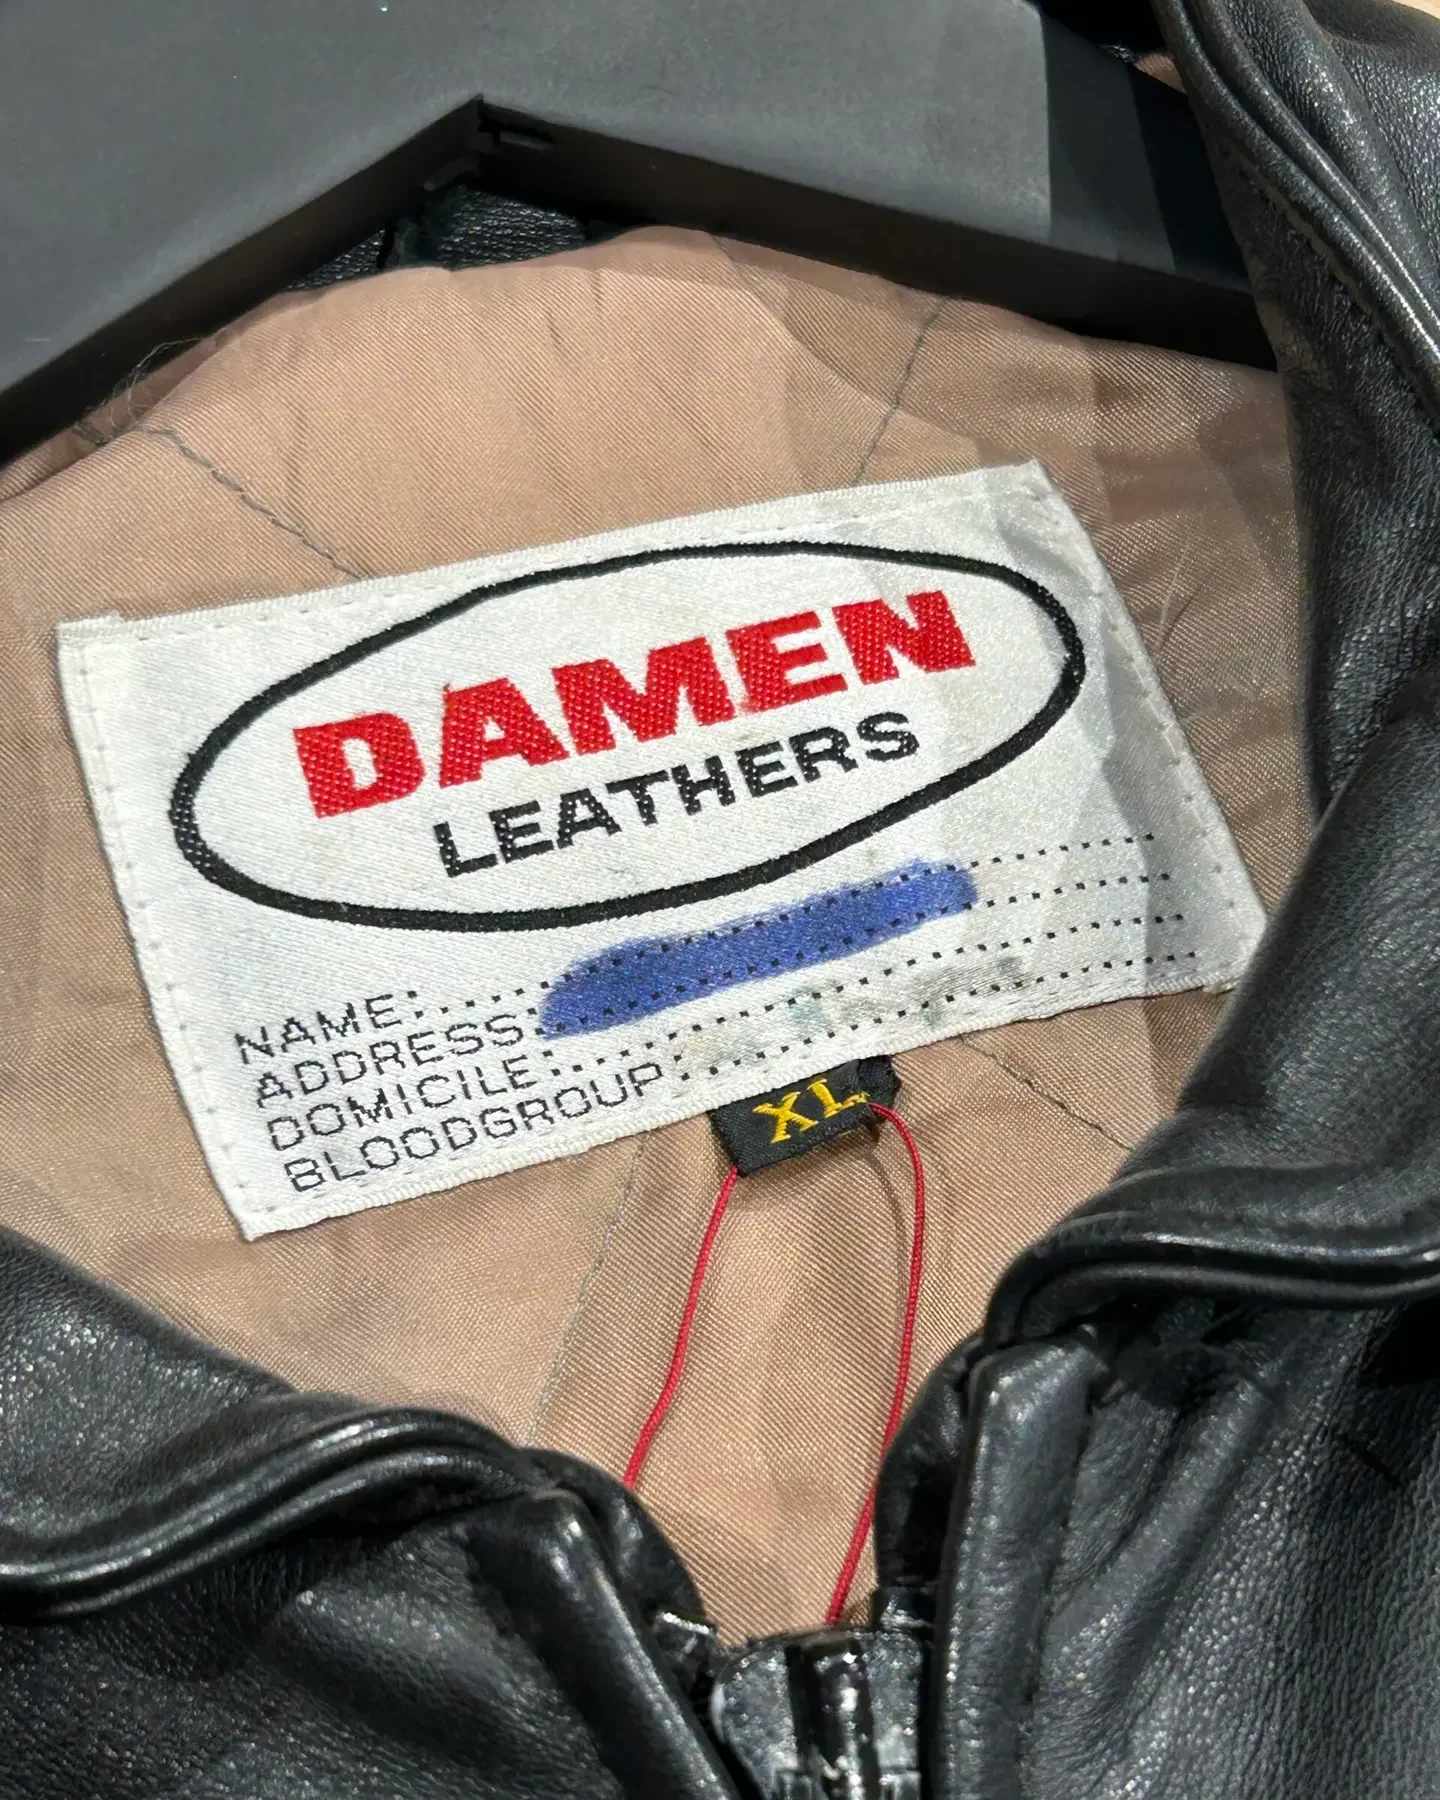 DAMEN
LEATHERS
NAME:
ADDRESS:
DOMICILE:
BLOODGROUP:
XL